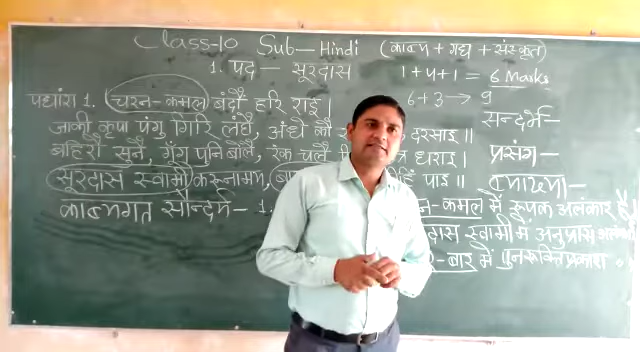 Class-10 Sub-Hindi (काव्य + गद्य + संस्कृत)
1. पद — सूरदास 1+4+1 = 6 Marks
6+3 → 9
पद्यांश 1. चरन-कमल बंदौं हरि राइ।
सन्दर्भ-
जाकी कृपा पंगु गिरि लंघै, अंधे कौ दरसाइ॥
बहिरौ सुनै, गूँग पुनि बोलै, रंक चलै धराइ।
प्रसंग-
सूरदास स्वामी करुनामय, पाइ॥
व्याख्या-
काव्यगत सौन्दर्य- 1. न-कमल में रूपक अलंकार है।
दास स्वामी में अनुप्रास
-बार में पुनरुक्तिप्रकाश